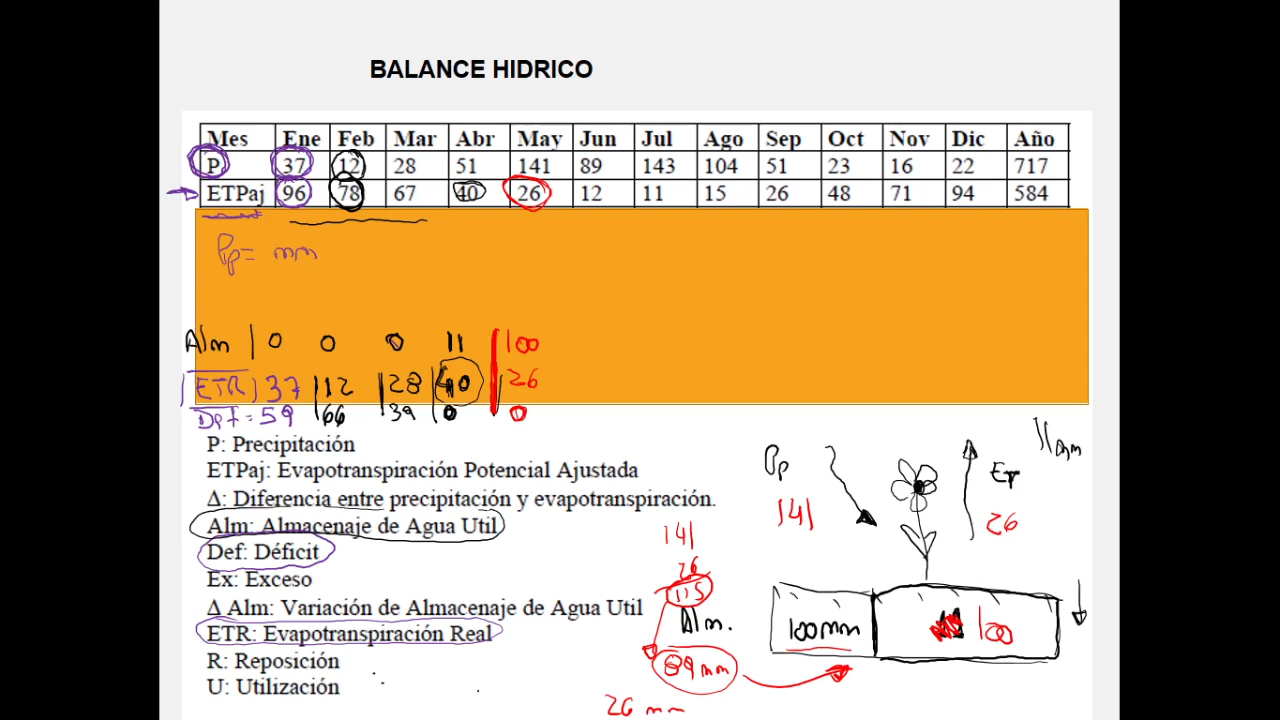 BALANCE HIDRICO
Mes Ene Feb Mar Abr May Jun Jul Ago Sep Oct Nov Dic Año
P 37 12 28 51 141 89 143 104 51 23 16 22 717
ETPaj 96 78 67 40 26 12 11 15 26 48 71 94 584
Pp= mm
Alm 0 0 0 11 100
ETR 37 12 28 40 26
Def = 59 66 39 0 0
P: Precipitación
ETPaj: Evapotranspiración Potencial Ajustada
Δ: Diferencia entre precipitación y evapotranspiración.
Alm: Almacenaje de Agua Util
Def: Déficit
Ex: Exceso
Δ Alm: Variación de Almacenaje de Agua Util
ETR: Evapotranspiración Real
R: Reposición
U: Utilización
11 mm
Pp
ET
141
26
141
26
115
Alm.
100mm
100
89 mm
26 mm